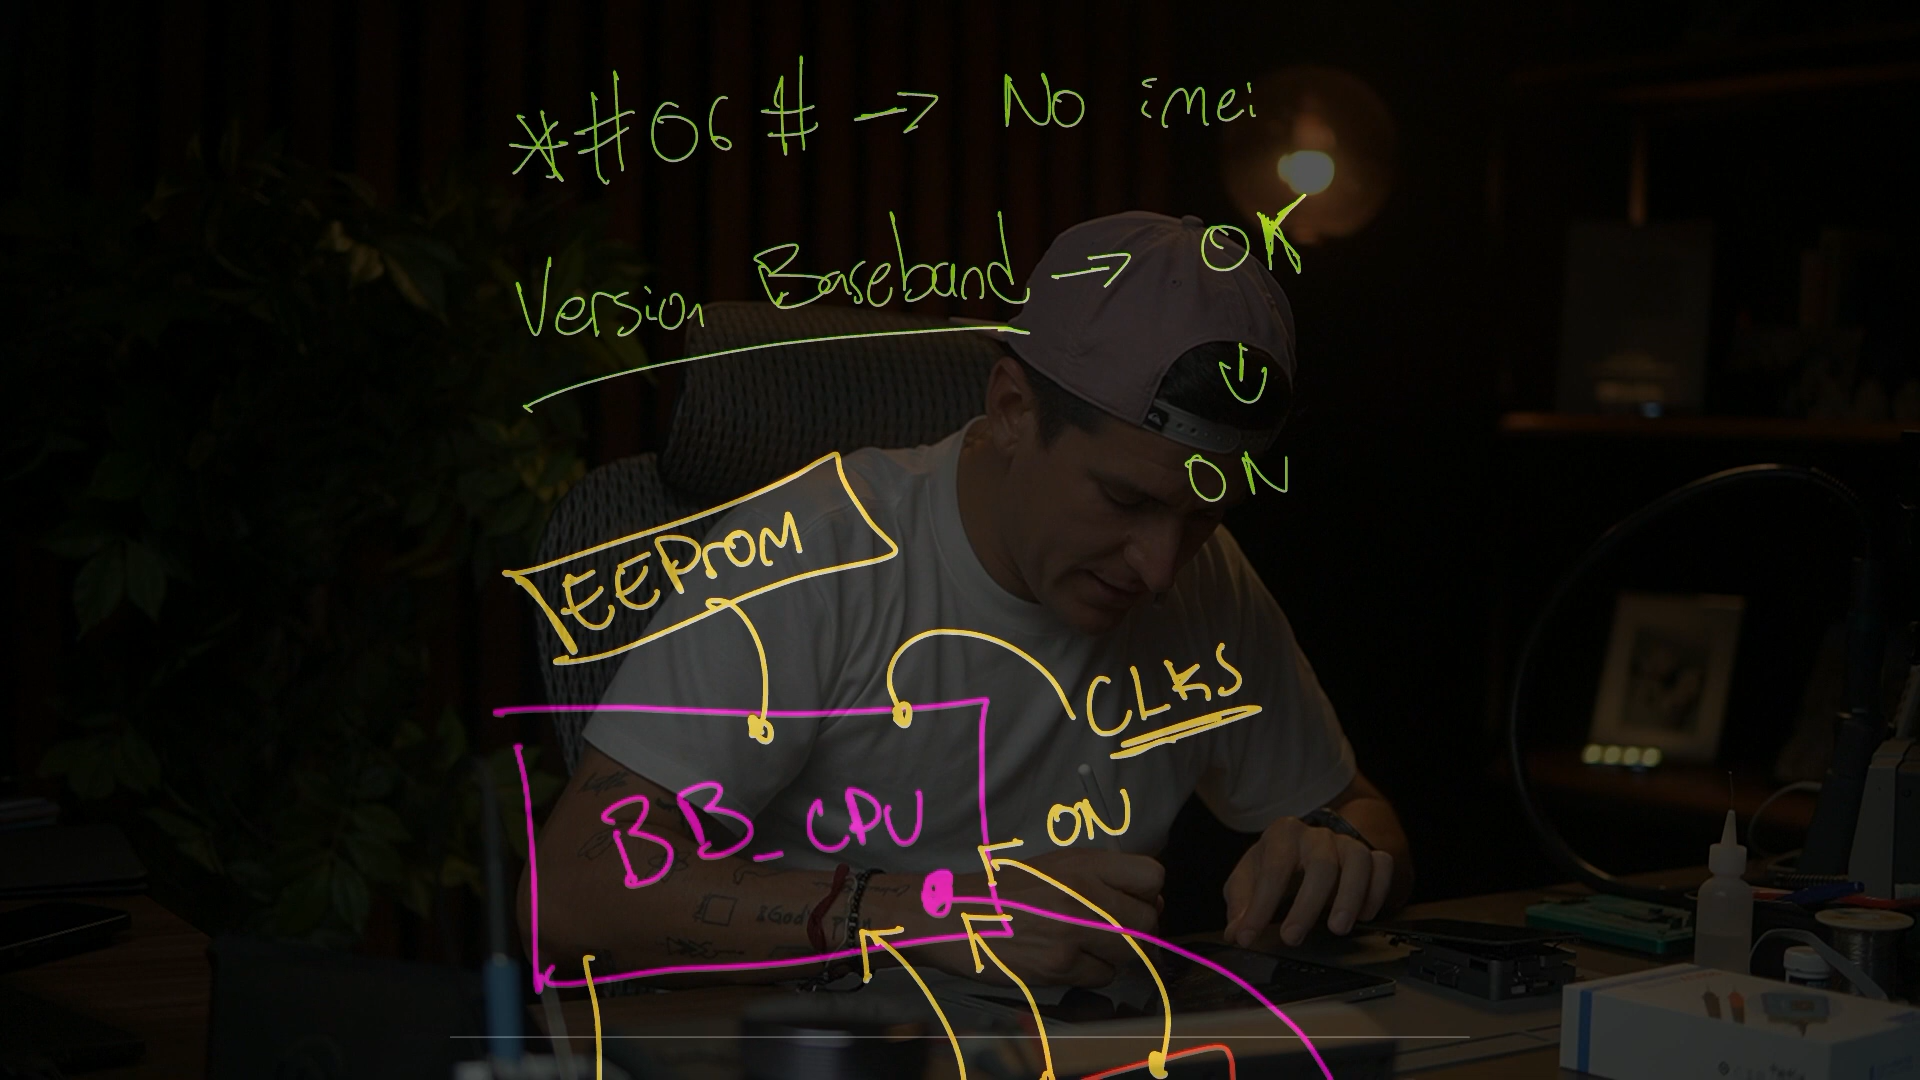 *#06# → No imei
Version Baseband → OK
↓
ON
EEProM
CLKS
BB_CPU
ON